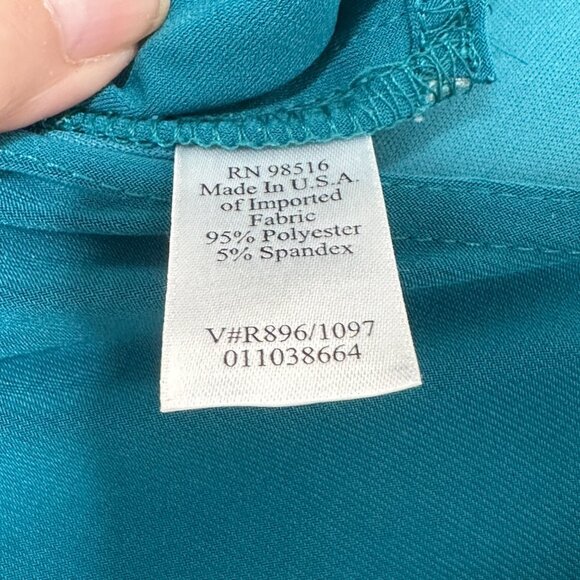 RN 98516
Made In U.S.A.
of Imported
Fabric
95% Polyester
5% Spandex
V#R896/1097
011038664